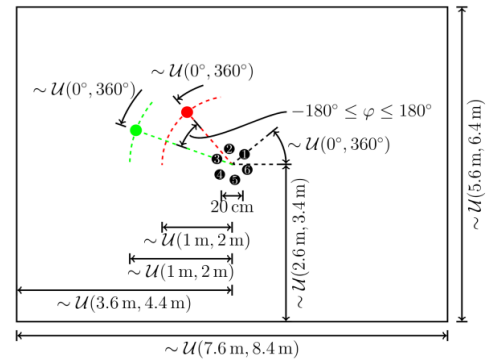 ∼ U(0°, 360°)
∼ U(0°, 360°)
−180° ≤ φ ≤ 180°
∼ U(0°, 360°)
2
1
3
6
4
5
20 cm
∼ U(1 m, 2 m)
∼ U(1 m, 2 m)
∼ U(3.6 m, 4.4 m)
∼ U(2.6 m, 3.4 m)
∼ U(5.6 m, 6.4 m)
∼ U(7.6 m, 8.4 m)